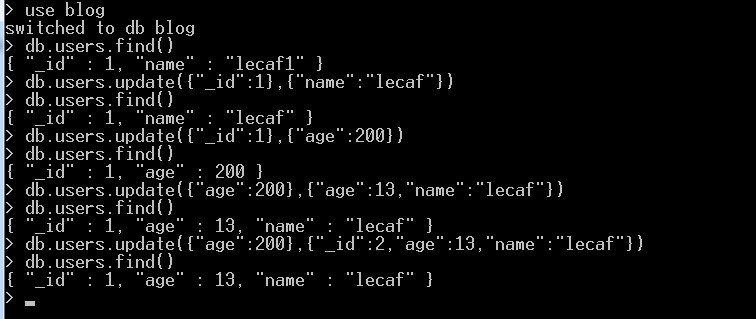 > use blog
switched to db blog
> db.users.find()
{ "_id" : 1, "name" : "lecaf1" }
> db.users.update({"_id":1},{"name":"lecaf"})
> db.users.find()
{ "_id" : 1, "name" : "lecaf" }
> db.users.update({"_id":1},{"age":200})
> db.users.find()
{ "_id" : 1, "age" : 200 }
> db.users.update({"age":200},{"age":13,"name":"lecaf"})
> db.users.find()
{ "_id" : 1, "age" : 13, "name" : "lecaf" }
> db.users.update({"age":200},{"_id":2,"age":13,"name":"lecaf"})
> db.users.find()
{ "_id" : 1, "age" : 13, "name" : "lecaf" }
>